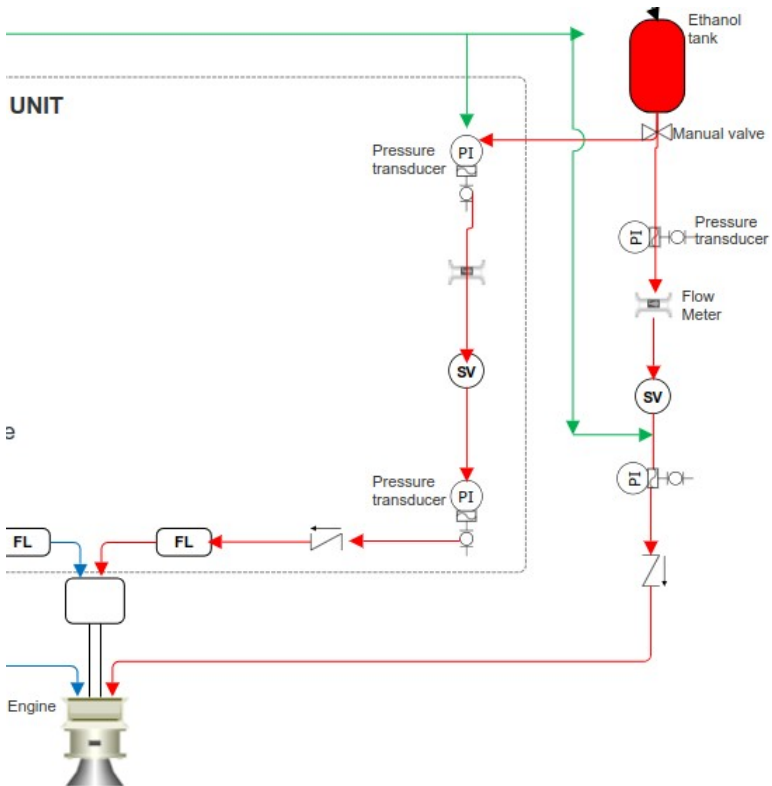 Ethanol
tank
UNIT
Manual valve
Pressure
transducer
PI
Pressure
transducer
PI
Flow
Meter
SV
SV
e
Pressure
transducer
PI
PI
FL
FL
Engine